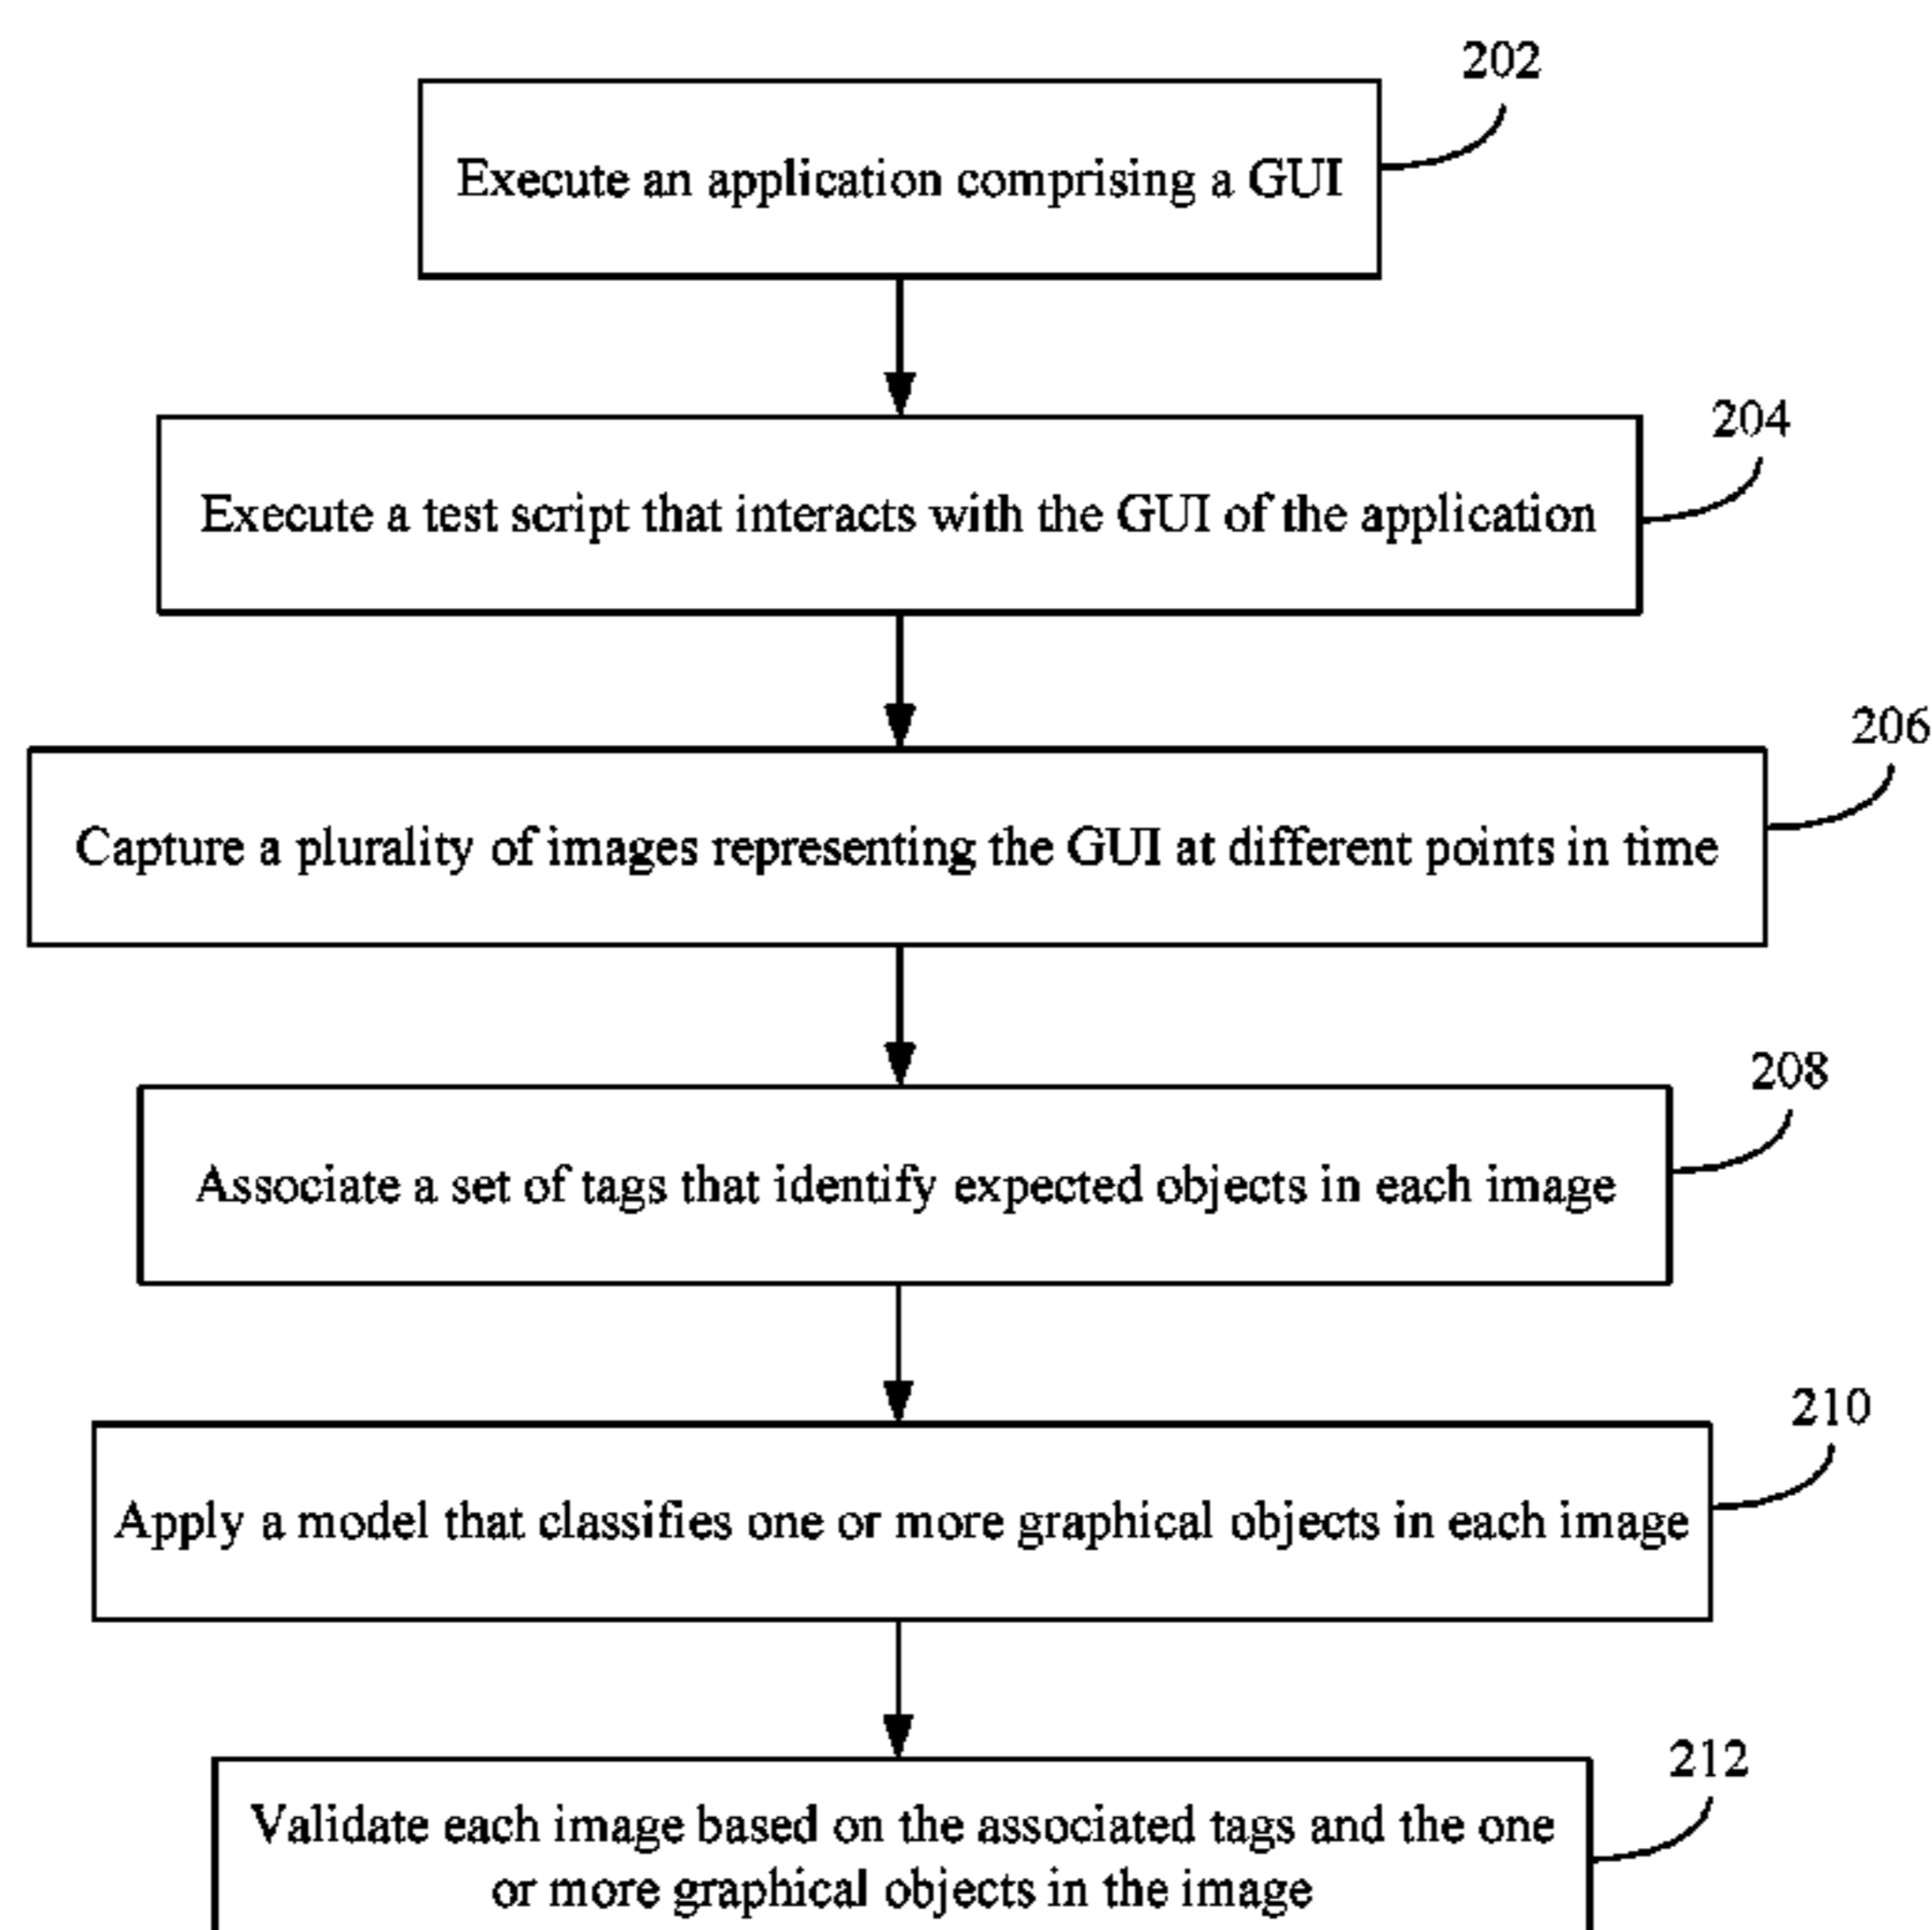 202
Execute an application comprising a GUI
204
Execute a test script that interacts with the GUI of the application
206
Capture a plurality of images representing the GUI at different points in time
208
Associate a set of tags that identify expected objects in each image
210
Apply a model that classifies one or more graphical objects in each image
212
Validate each image based on the associated tags and the one
or more graphical objects in the image